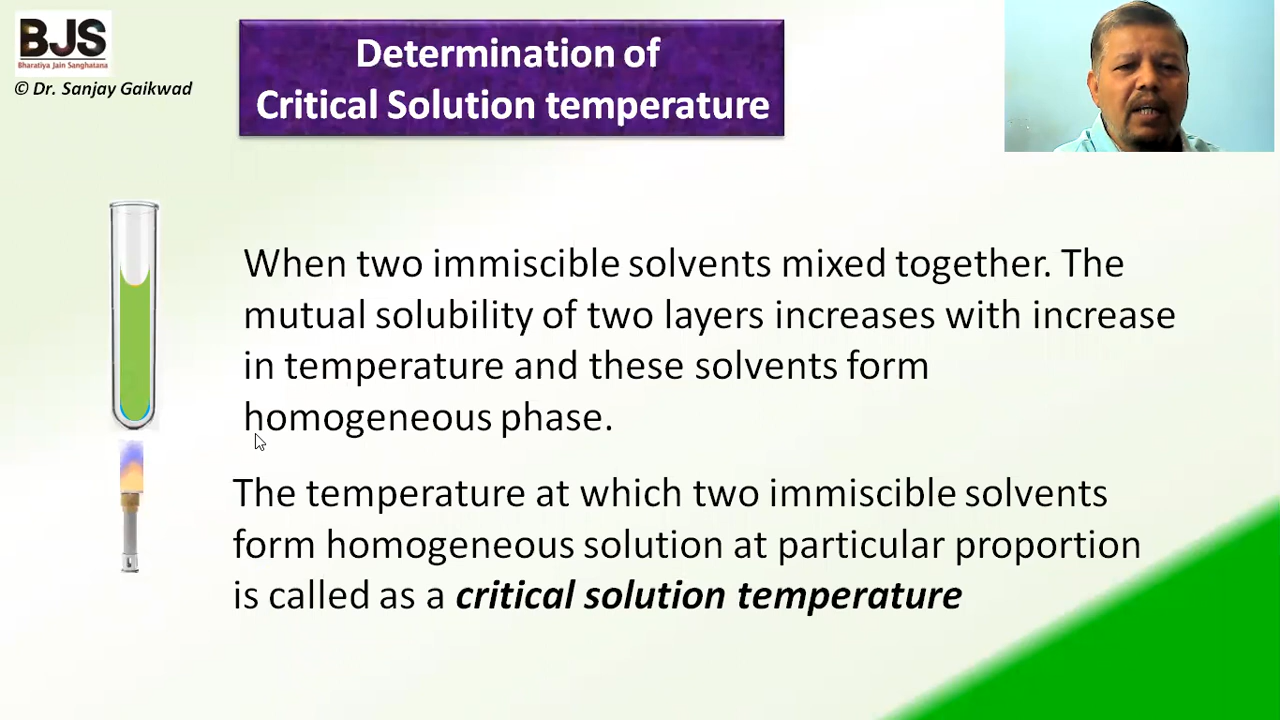 BJS
Bharatiya Jain Sanghatana
© Dr. Sanjay Gaikwad
Determination of
Critical Solution temperature
When two immiscible solvents mixed together. The
mutual solubility of two layers increases with increase
in temperature and these solvents form
homogeneous phase.
The temperature at which two immiscible solvents
form homogeneous solution at particular proportion
is called as a critical solution temperature